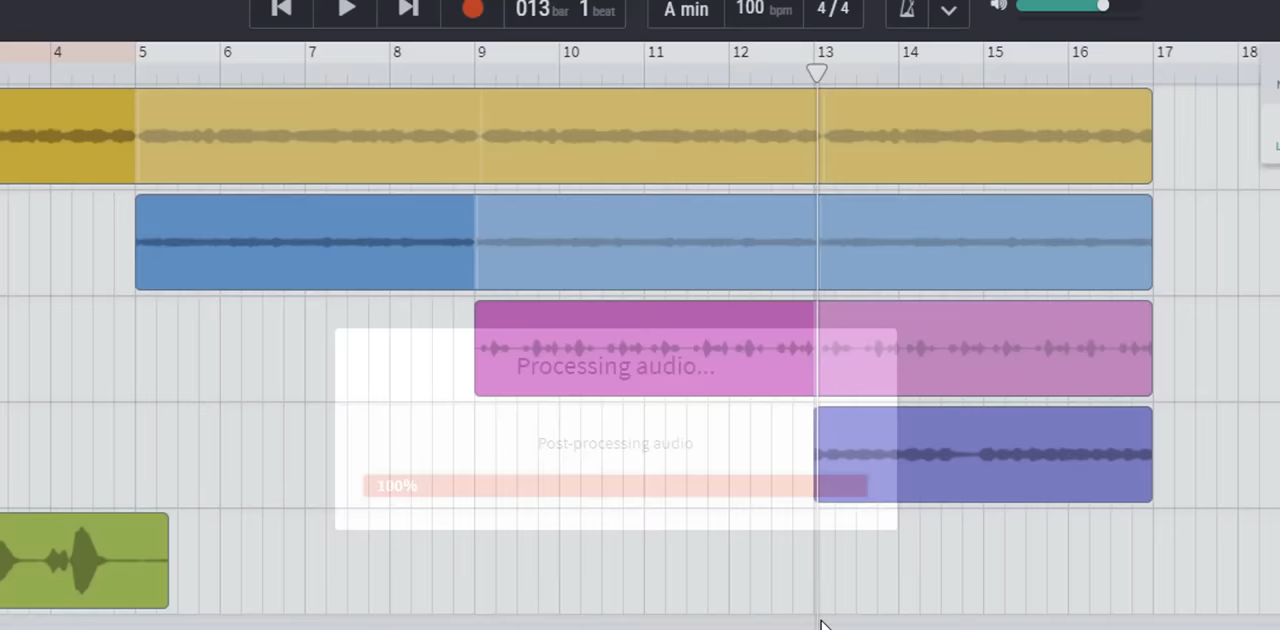 013 bar 1 beat A min 100 bpm 4 / 4
4 5 6 7 8 9 10 11 12 13 14 15 16 17 18
Processing audio...
Post-processing audio
100%